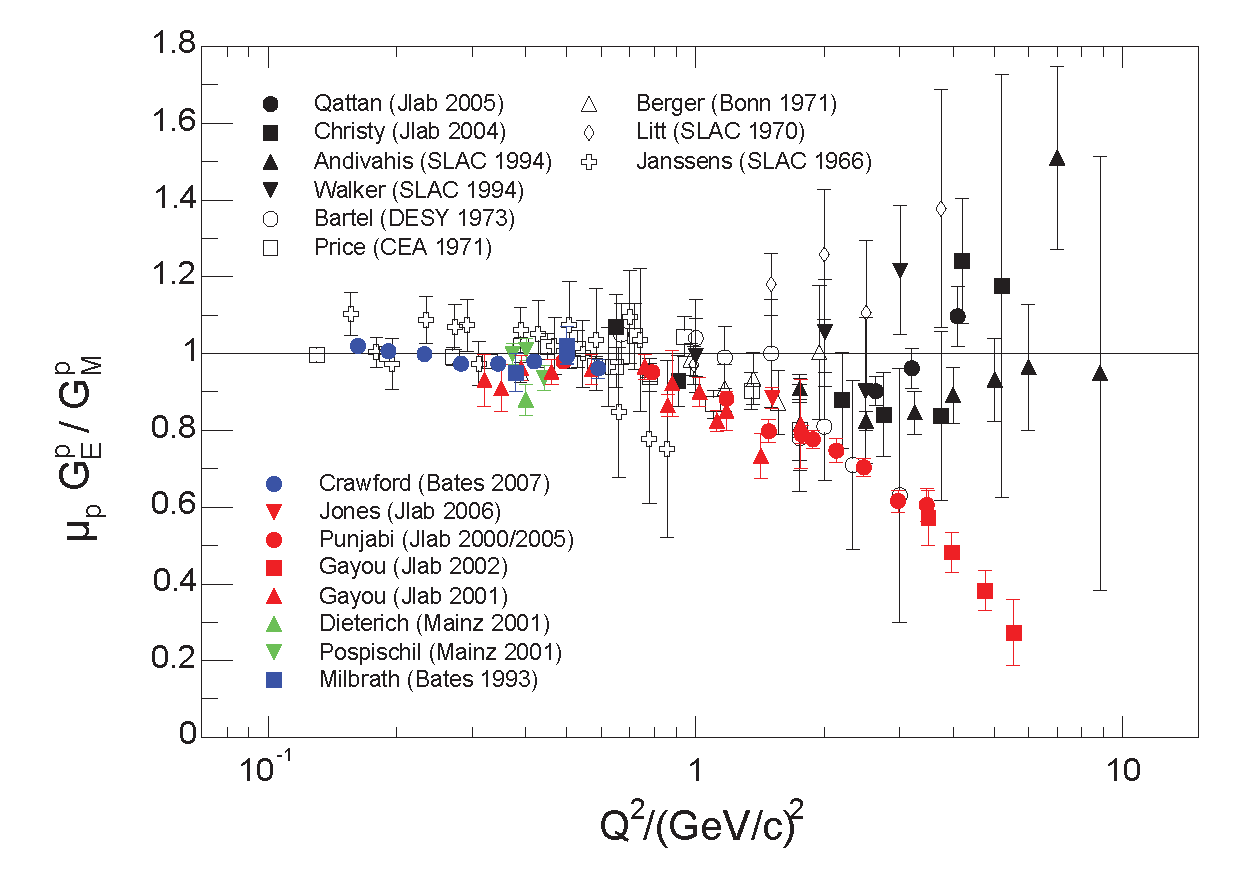 1.8
1.6
1.4
1.2
1.0
0.8
0.6
0.4
0.2
0
μp G_E^p / G_M^p
Qattan (Jlab 2005)
Christy (Jlab 2004)
Andivahis (SLAC 1994)
Walker (SLAC 1994)
Bartel (DESY 1973)
Price (CEA 1971)
Berger (Bonn 1971)
Litt (SLAC 1970)
Janssens (SLAC 1966)
Crawford (Bates 2007)
Jones (Jlab 2006)
Punjabi (Jlab 2000/2005)
Gayou (Jlab 2002)
Gayou (Jlab 2001)
Dieterich (Mainz 2001)
Pospischil (Mainz 2001)
Milbrath (Bates 1993)
10⁻¹
1
10
Q²/(GeV/c)²